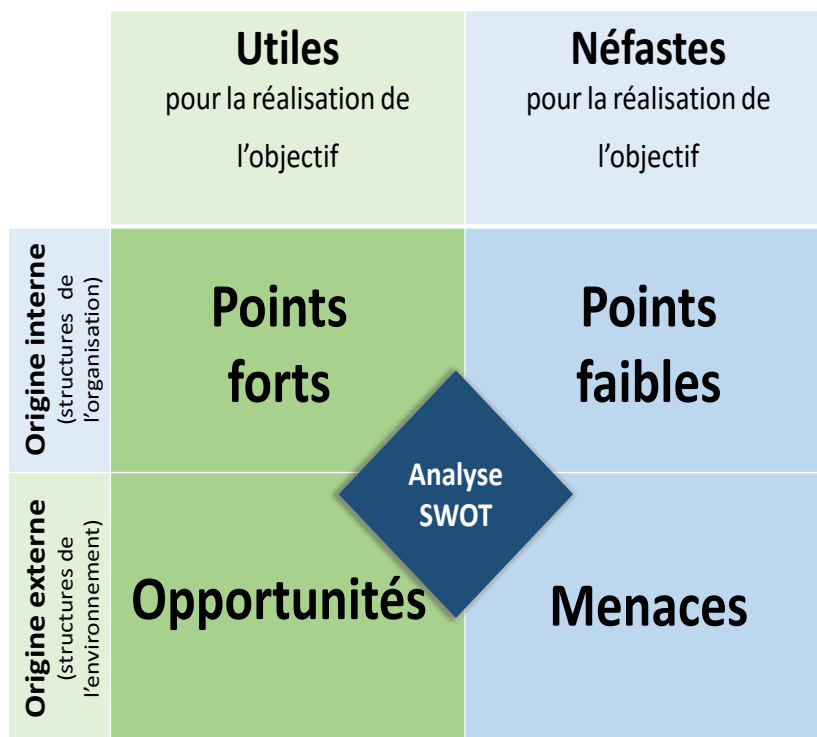 Utiles
pour la réalisation de
l'objectif
Néfastes
pour la réalisation de
l'objectif
Origine interne
(structures de
l'organisation)
Points
forts
Points
faibles
Analyse
SWOT
Origine externe
(structures de
l'environnement)
Opportunités
Menaces